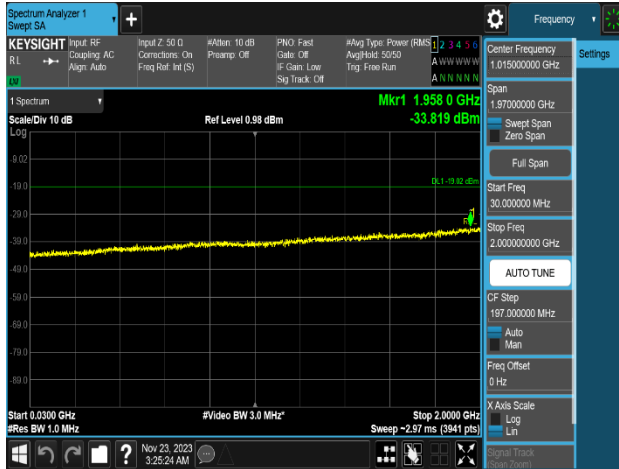 Spectrum Analyzer 1
Swept SA
+
Frequency
KEYSIGHT
RL
Input: RF
Coupling: AC
Align: Auto
Input Z: 50 Ω
Corrections: On
Freq Ref: Int (S)
#Atten: 10 dB
Preamp: Off
PNO: Fast
Gate: Off
IF Gain: Low
Sig Track: Off
#Avg Type: Power (RMS
Avg|Hold: 50/50
Trig: Free Run
1 2 3 4 5 6
A W W W W W
A N N N N N
1 Spectrum
Scale/Div 10 dB
Log
Ref Level 0.98 dBm
Mkr1 1.958 0 GHz
-33.819 dBm
-9.02
-19.0
DL1 -19.02 dBm
-29.0
-39.0
-49.0
-59.0
-69.0
-79.0
-89.0
Start 0.0300 GHz
#Res BW 1.0 MHz
#Video BW 3.0 MHz*
Stop 2.0000 GHz
Sweep ~2.97 ms (3941 pts)
?
Nov 23, 2023
3:25:24 AM
Center Frequency
1.015000000 GHz
Span
1.97000000 GHz
Swept Span
Zero Span
Full Span
Start Freq
30.000000 MHz
Stop Freq
2.000000000 GHz
AUTO TUNE
CF Step
197.000000 MHz
Auto
Man
Freq Offset
0 Hz
X Axis Scale
Log
Lin
Signal Track
(Span Zoom)
Settings